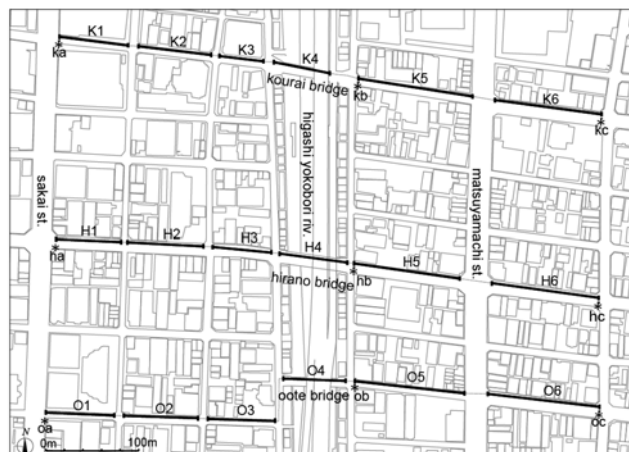 K1
K2
K3
K4
K5
K6
ka
kourai bridge
kb
kc
higashi yokobori riv.
sakai st.
matsuyamachi st.
H1
H2
H3
H4
H5
H6
ha
hirano bridge
hb
hc
O4
oote bridge
ob
O5
O6
O1
O2
O3
oa
oc
N
0m
100m